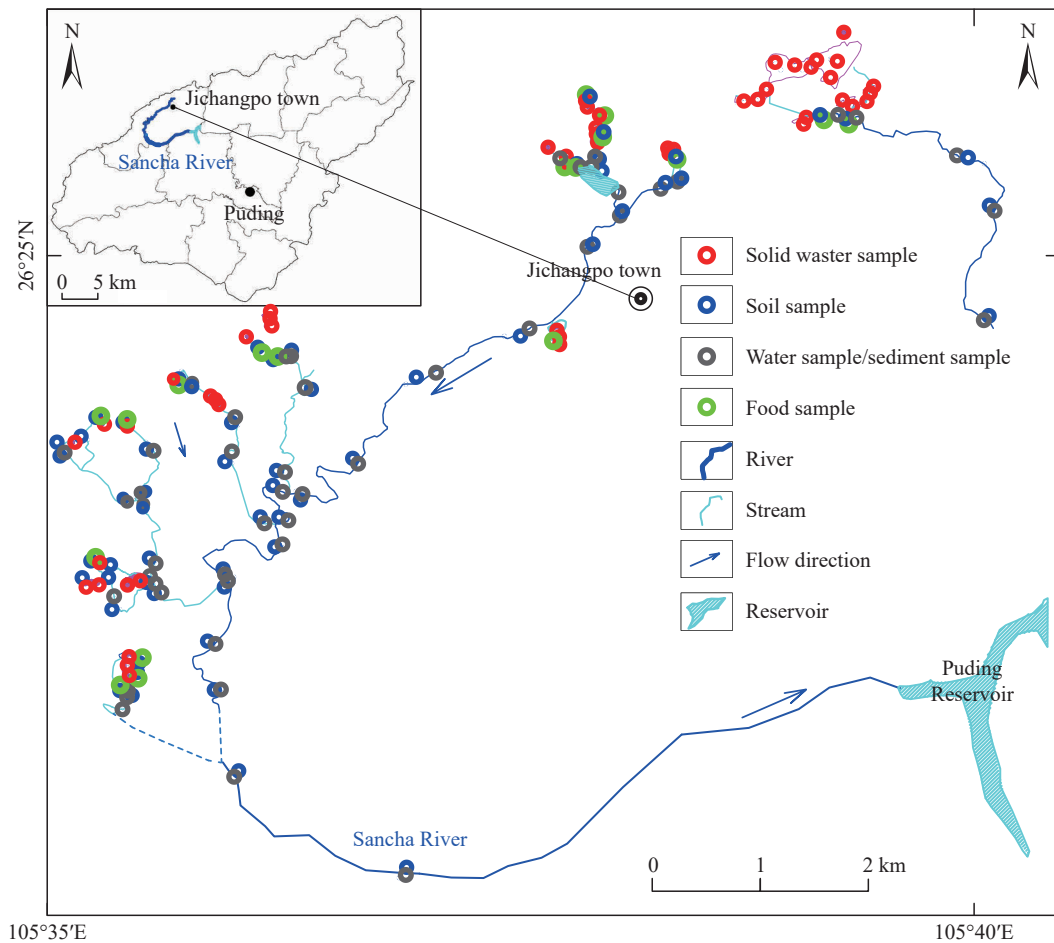 N
Jichangpo town
Sancha River
Puding
0 5 km
N
26°25′N
Jichangpo town
Solid waster sample
Soil sample
Water sample/sediment sample
Food sample
River
Stream
Flow direction
Reservoir
Puding
Reservoir
Sancha River
0 1 2 km
105°35′E
105°40′E